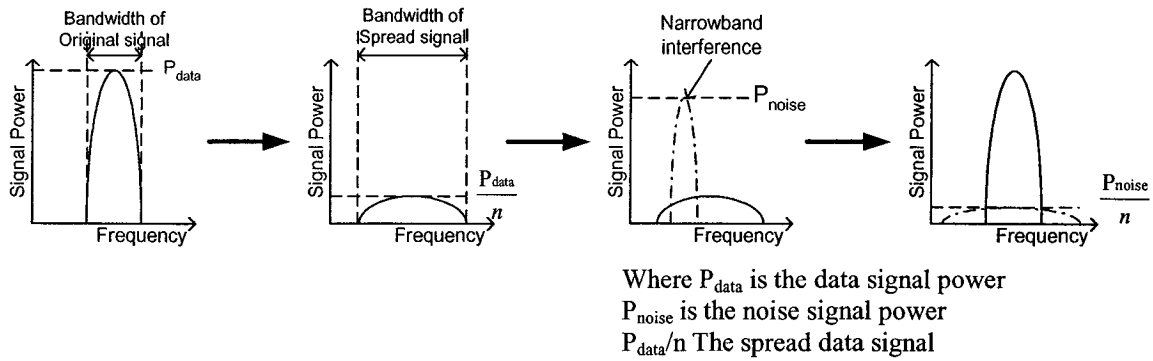 Bandwidth of
Original signal
P_data
Signal Power
Frequency
Bandwidth of
Spread signal
Signal Power
P_data
n
Frequency
Narrowband
interference
P_noise
Signal Power
Frequency
Signal Power
P_noise
n
Frequency
Where P_data is the data signal power
P_noise is the noise signal power
P_data/n The spread data signal